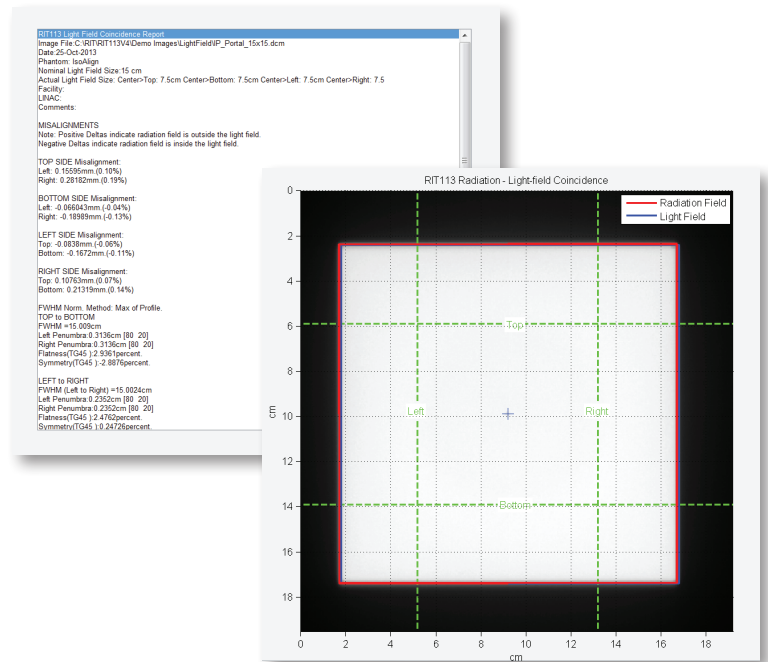 RIT113 Light Field Coincidence Report
Image File:C:\RIT\RIT113V4\Demo Images\LightField\IP_Portal_15x15.dcm
Date:25-Oct-2013
Phantom: IsoAlign
Nominal Light Field Size:15 cm
Actual Light Field Size: Center>Top: 7.5cm Center>Bottom: 7.5cm Center>Left: 7.5cm Center>Right: 7.5
Facility:
LINAC:
Comments:
MISALIGNMENTS
Note: Positive Deltas indicate radiation field is outside the light field.
Negative Deltas indicate radiation field is inside the light field.
TOP SIDE Misalignment:
Left: 0.15595mm.(0.10%)
Right: 0.28182mm.(0.19%)
BOTTOM SIDE Misalignment:
Left: -0.066043mm.(-0.04%)
Right: -0.18989mm.(-0.13%)
LEFT SIDE Misalignment:
Top: -0.0838mm.(-0.06%)
Bottom: -0.1672mm.(-0.11%)
RIGHT SIDE Misalignment:
Top: 0.10763mm.(0.07%)
Bottom: 0.21319mm.(0.14%)
FWHM Norm. Method: Max of Profile.
TOP to BOTTOM
FWHM =15.009cm
Left Penumbra:0.3136cm [80 20]
Right Penumbra:0.3136cm [80 20]
Flatness(TG45 ):2.9361percent.
Symmetry(TG45 ):-2.8876percent.
LEFT to RIGHT
FWHM (Left to Right) =15.0024cm
Left Penumbra:0.2352cm [80 20]
Right Penumbra:0.2352cm [80 20]
Flatness(TG45 ):2.4762percent.
Symmetry(TG45 ):0.24726percent.
RIT113 Radiation - Light-field Coincidence
Radiation Field
Light Field
0
2
4
6
8
10
12
14
16
18
cm
Top
Left
Right
Bottom
0 2 4 6 8 10 12 14 16 18
cm